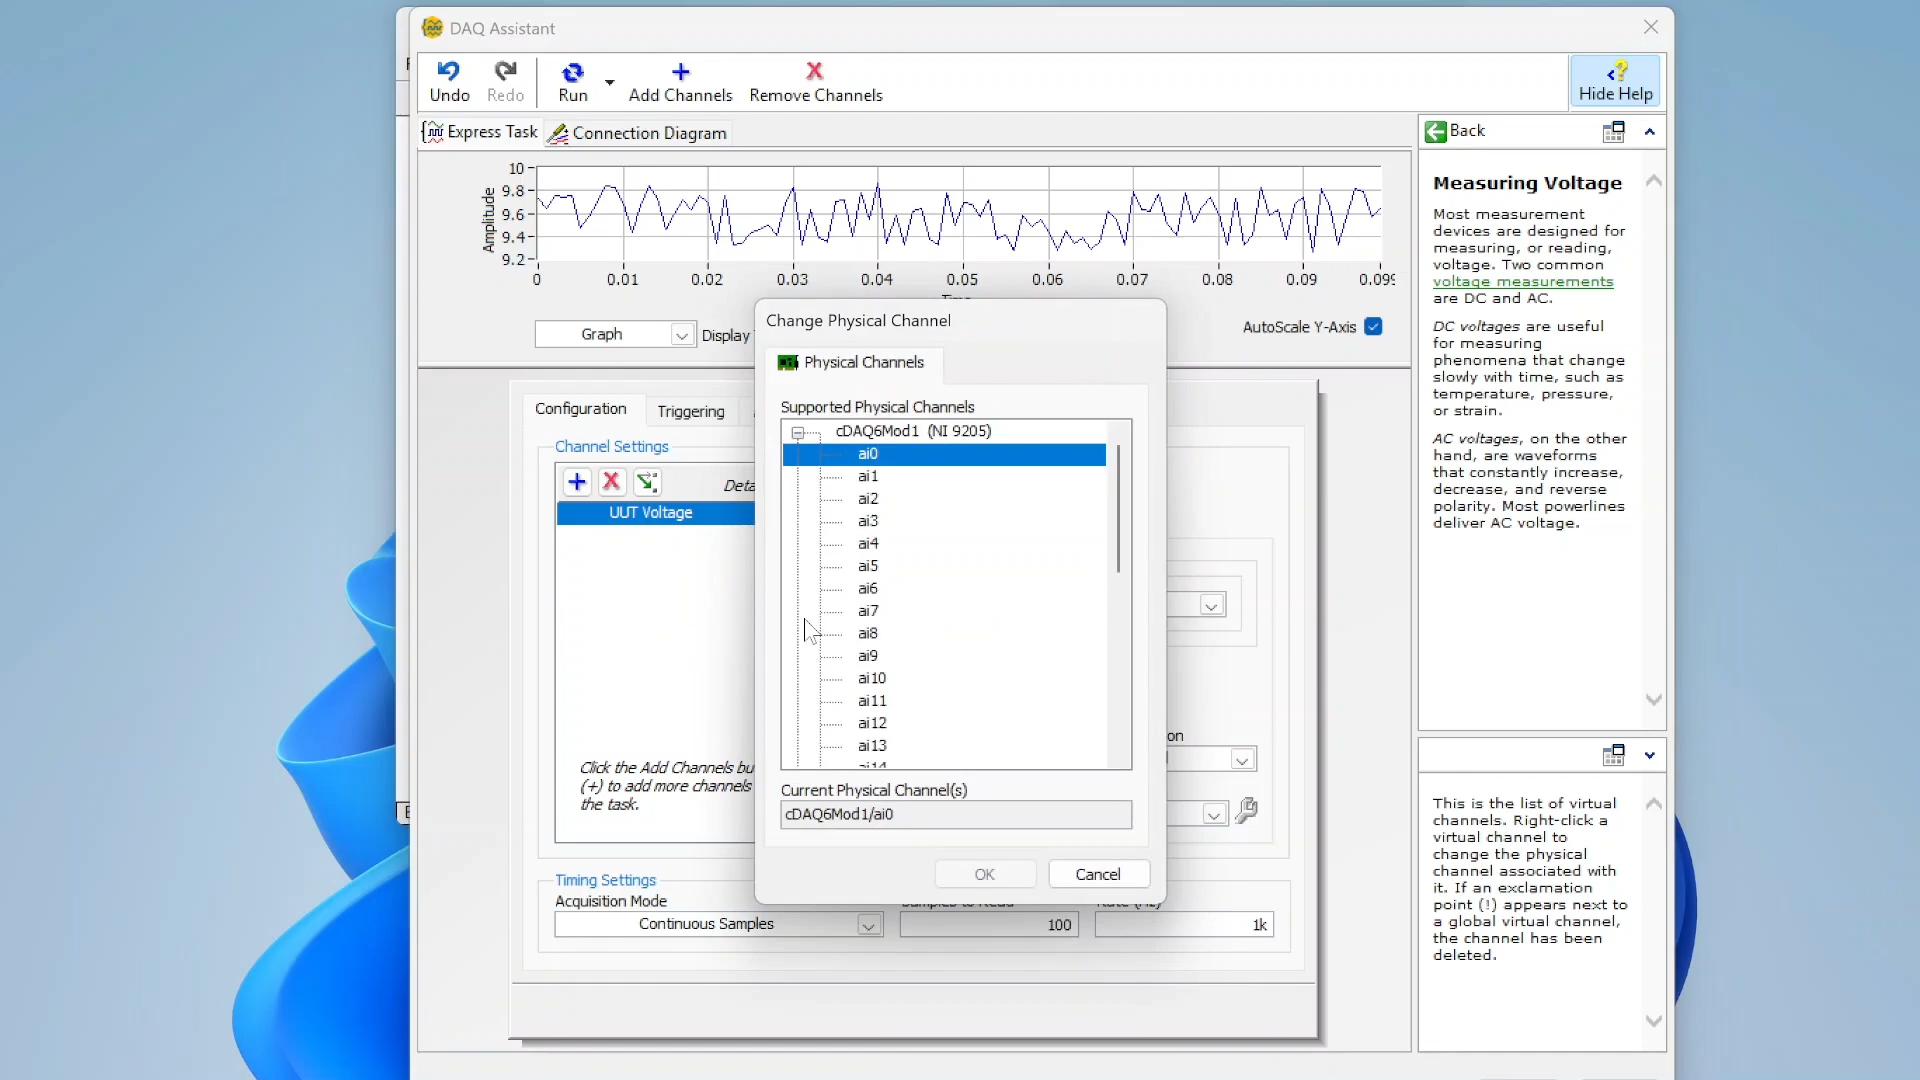 DAQ Assistant
Undo
Redo
Run
Add Channels
Remove Channels
Hide Help
Express Task
Connection Diagram
Back
10
9.8
9.6
9.4
9.2
Amplitude
0
0.01
0.02
0.03
0.04
0.05
0.06
0.07
0.08
0.09
0.099
Graph
Display
AutoScale Y-Axis
Measuring Voltage
Most measurement
devices are designed for
measuring, or reading,
voltage. Two common
voltage measurements
are DC and AC.
DC voltages are useful
for measuring
phenomena that change
slowly with time, such as
temperature, pressure,
or strain.
AC voltages, on the other
hand, are waveforms
that constantly increase,
decrease, and reverse
polarity. Most powerlines
deliver AC voltage.
Change Physical Channel
Physical Channels
Supported Physical Channels
cDAQ6Mod1 (NI 9205)
ai0
ai1
ai2
ai3
ai4
ai5
ai6
ai7
ai8
ai9
ai10
ai11
ai12
ai13
ai14
Current Physical Channel(s)
cDAQ6Mod1/ai0
OK
Cancel
Configuration
Triggering
Channel Settings
Deta
UUT Voltage
Click the Add Channels bu
(+) to add more channels
the task.
on
Timing Settings
Acquisition Mode
Continuous Samples
Samples to Read
100
Rate (Hz)
1k
This is the list of virtual
channels. Right-click a
virtual channel to
change the physical
channel associated with
it. If an exclamation
point (!) appears next to
a global virtual channel,
the channel has been
deleted.